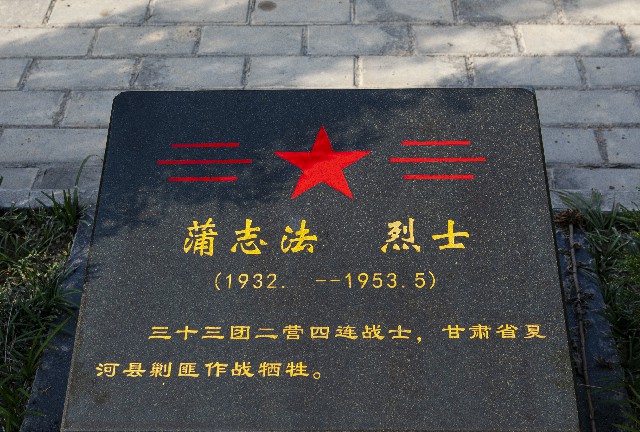 蒲志法 烈士
(1932. --1953.5)
三十三团二营四连战士，甘肃省夏
河县剿匪作战牺牲。